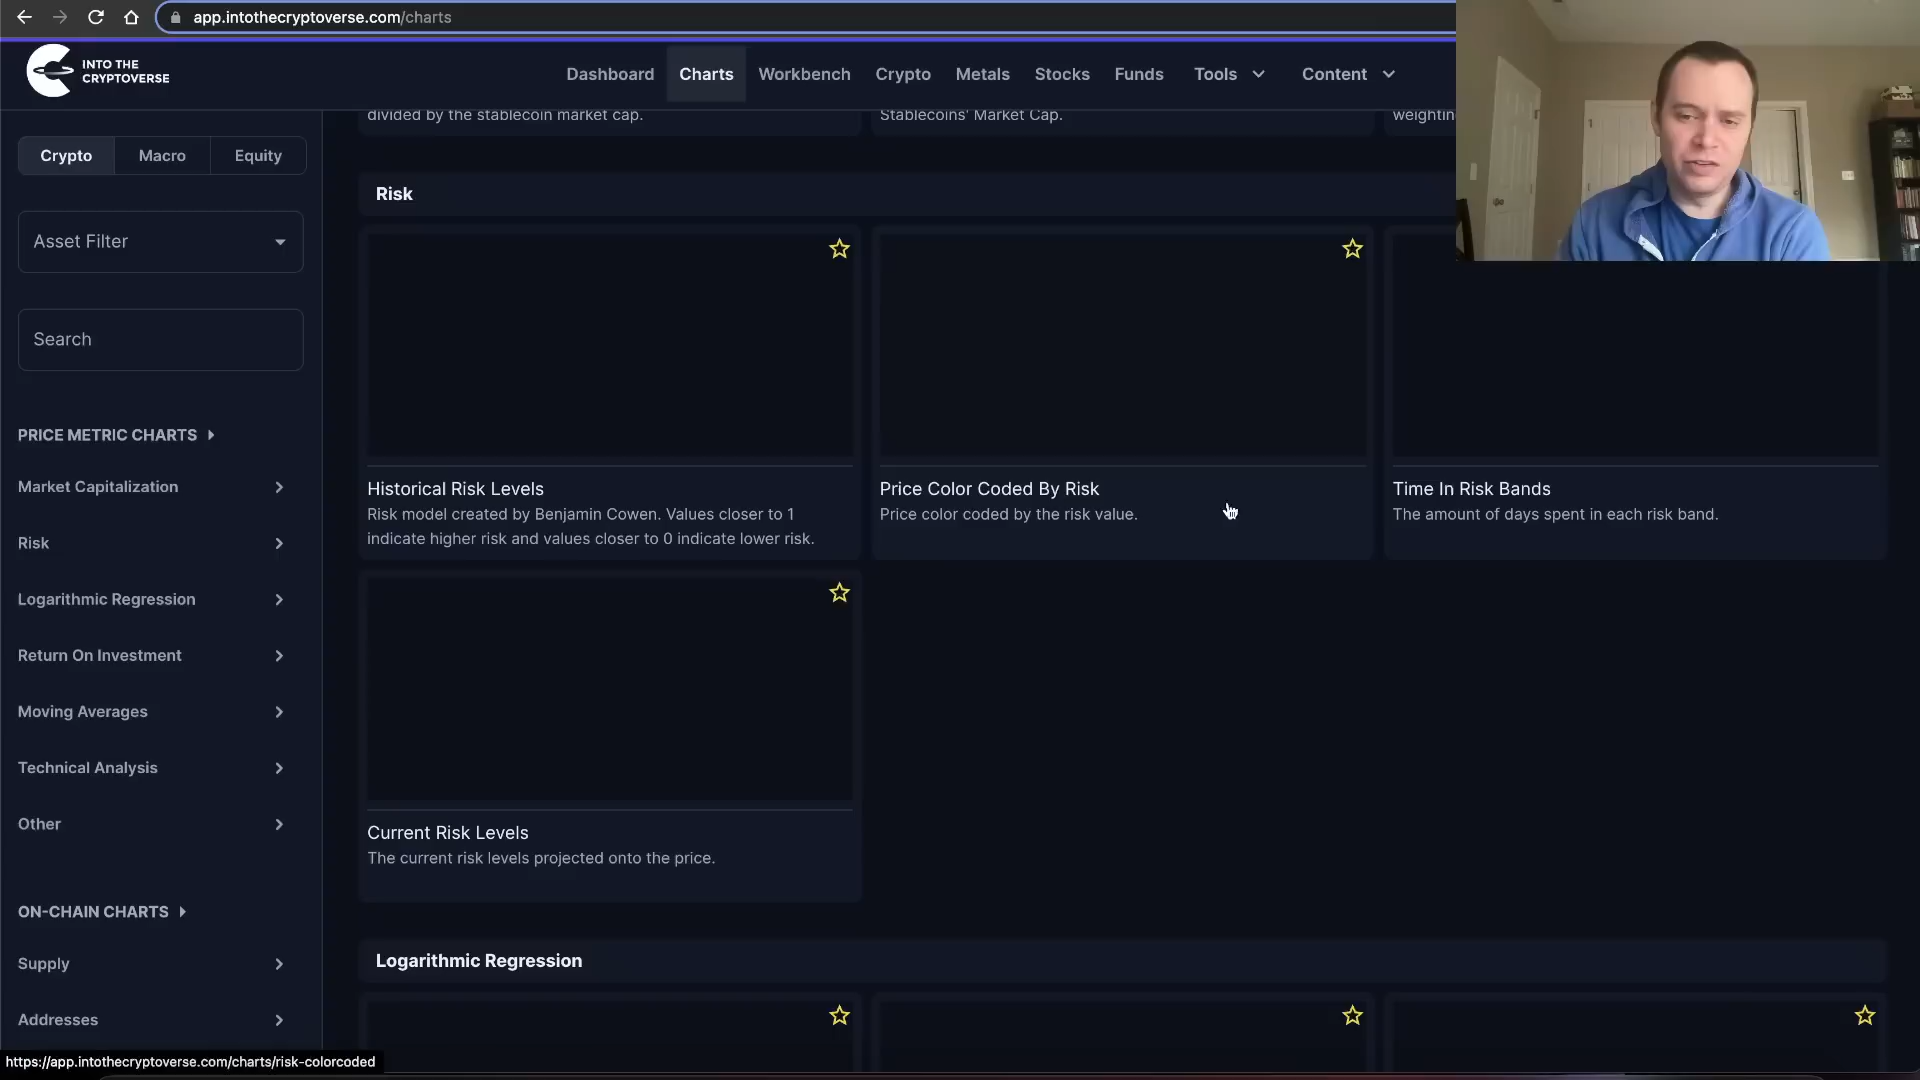 app.intothecryptoverse.com/charts
INTO THE
CRYPTOVERSE
Dashboard
Charts
Workbench
Crypto
Metals
Stocks
Funds
Tools
Content
divided by the stablecoin market cap.
Stablecoins' Market Cap.
weightin
Crypto
Macro
Equity
Asset Filter
Search
PRICE METRIC CHARTS
Market Capitalization
Risk
Logarithmic Regression
Return On Investment
Moving Averages
Technical Analysis
Other
ON-CHAIN CHARTS
Supply
Addresses
Risk
Historical Risk Levels
Risk model created by Benjamin Cowen. Values closer to 1
indicate higher risk and values closer to 0 indicate lower risk.
Price Color Coded By Risk
Price color coded by the risk value.
Time In Risk Bands
The amount of days spent in each risk band.
Current Risk Levels
The current risk levels projected onto the price.
Logarithmic Regression
https://app.intothecryptoverse.com/charts/risk-colorcoded